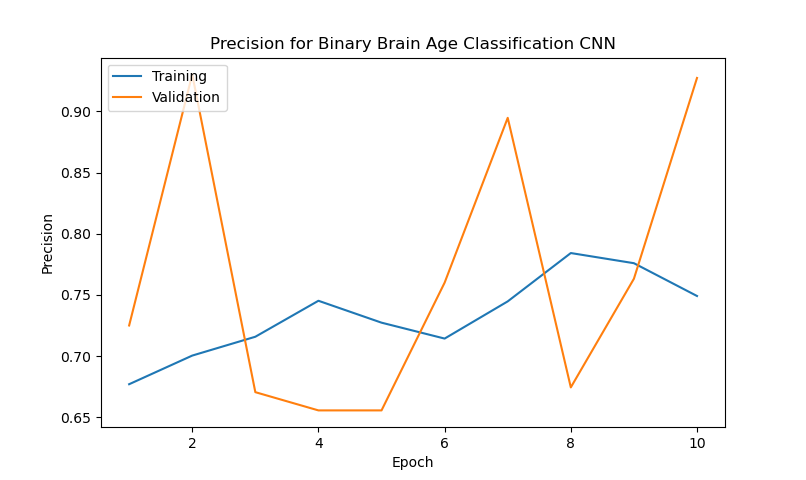 Precision for Binary Brain Age Classification CNN
Training
Validation
0.90
0.85
0.80
0.75
0.70
0.65
Precision
2
4
6
8
10
Epoch